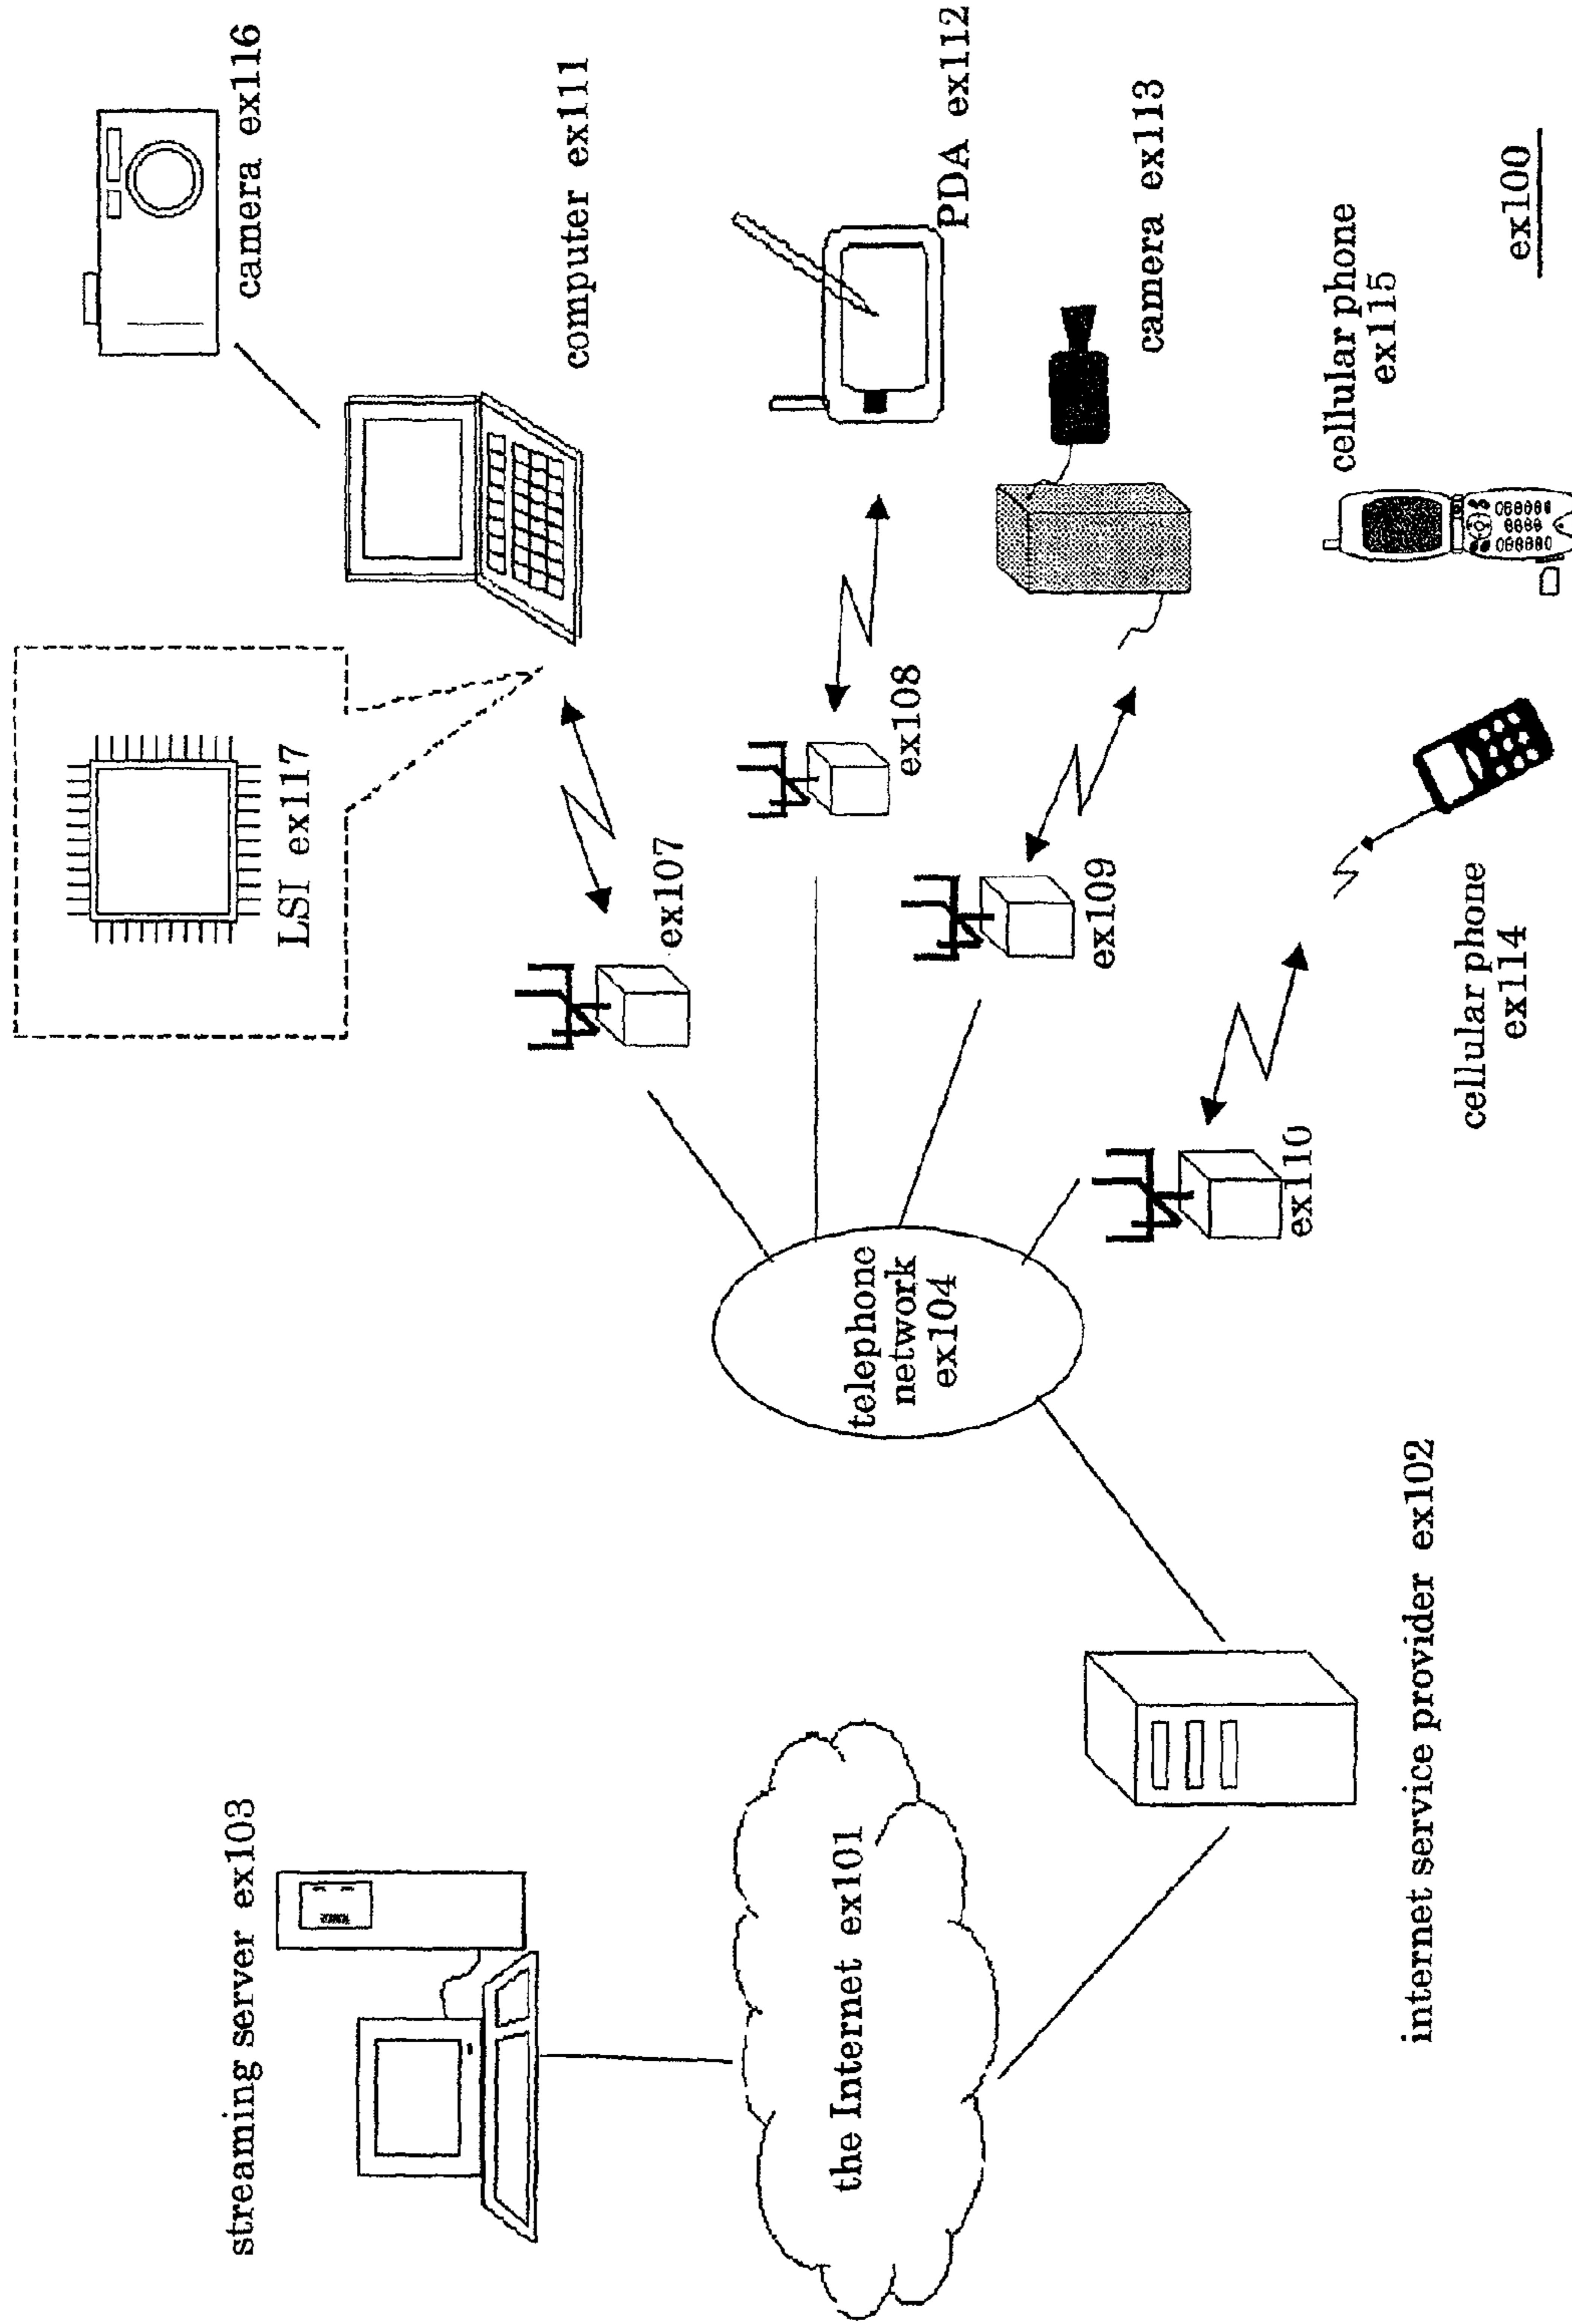 streaming server ex103
the Internet ex101
internet service provider ex102
telephone
network
ex104
LSI ex117
camera ex116
computer ex111
ex107
ex108
PDA ex112
ex109
camera ex113
ex110
cellular phone
ex114
cellular phone
ex115
ex100